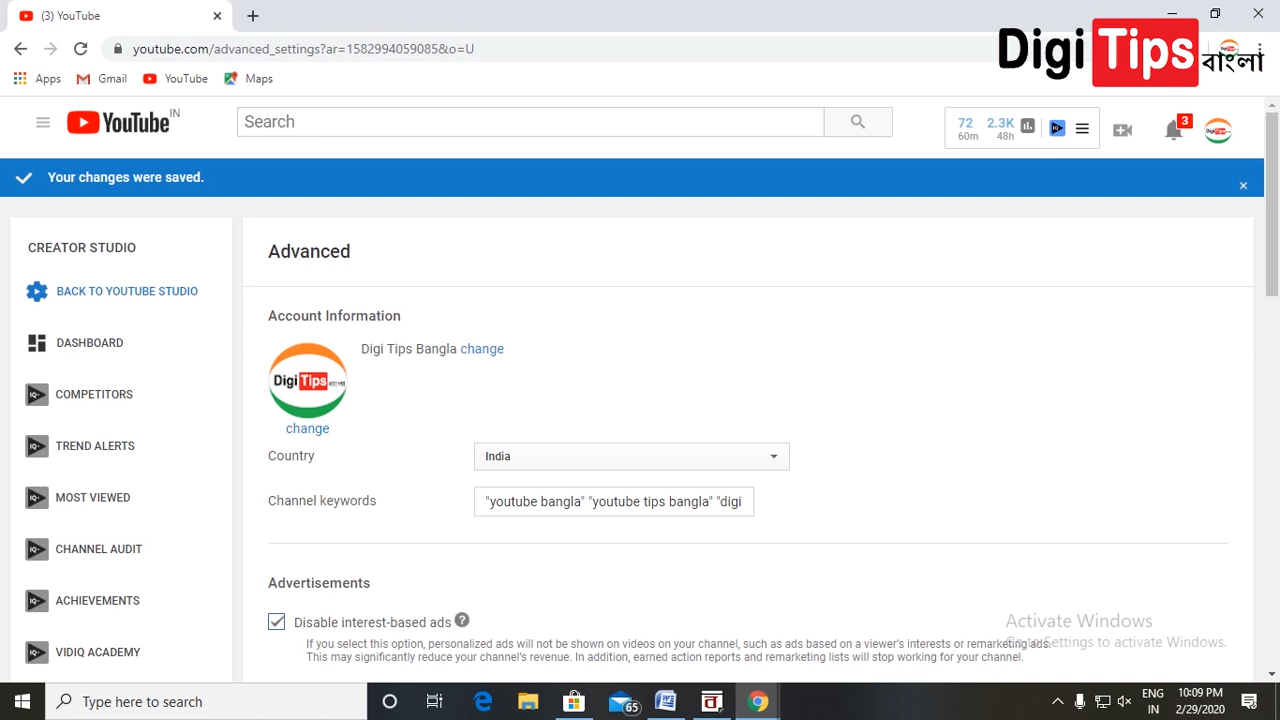 (3) YouTube
youtube.com/advanced_settings?ar=1582994059085&o=U
Digi Tips বাংলা
Apps Gmail YouTube Maps
YouTube IN
Search
72 60m 2.3K 48h
3
Your changes were saved.
CREATOR STUDIO
BACK TO YOUTUBE STUDIO
DASHBOARD
COMPETITORS
TREND ALERTS
MOST VIEWED
CHANNEL AUDIT
ACHIEVEMENTS
VIDIQ ACADEMY
Advanced
Account Information
Digi Tips বাংলা
Digi Tips Bangla change
change
Country India
Channel keywords "youtube bangla" "youtube tips bangla" "digi
Advertisements
Disable interest-based ads
If you select this option, personalized ads will not be shown on videos on your channel, such as ads based on a viewer's interests or remarketing ads.
This may significantly reduce your channel's revenue. In addition, earned action reports and remarketing lists will stop working for your channel.
Activate Windows
Go to Settings to activate Windows.
Type here to search
65
ENG
IN
10:09 PM
2/29/2020